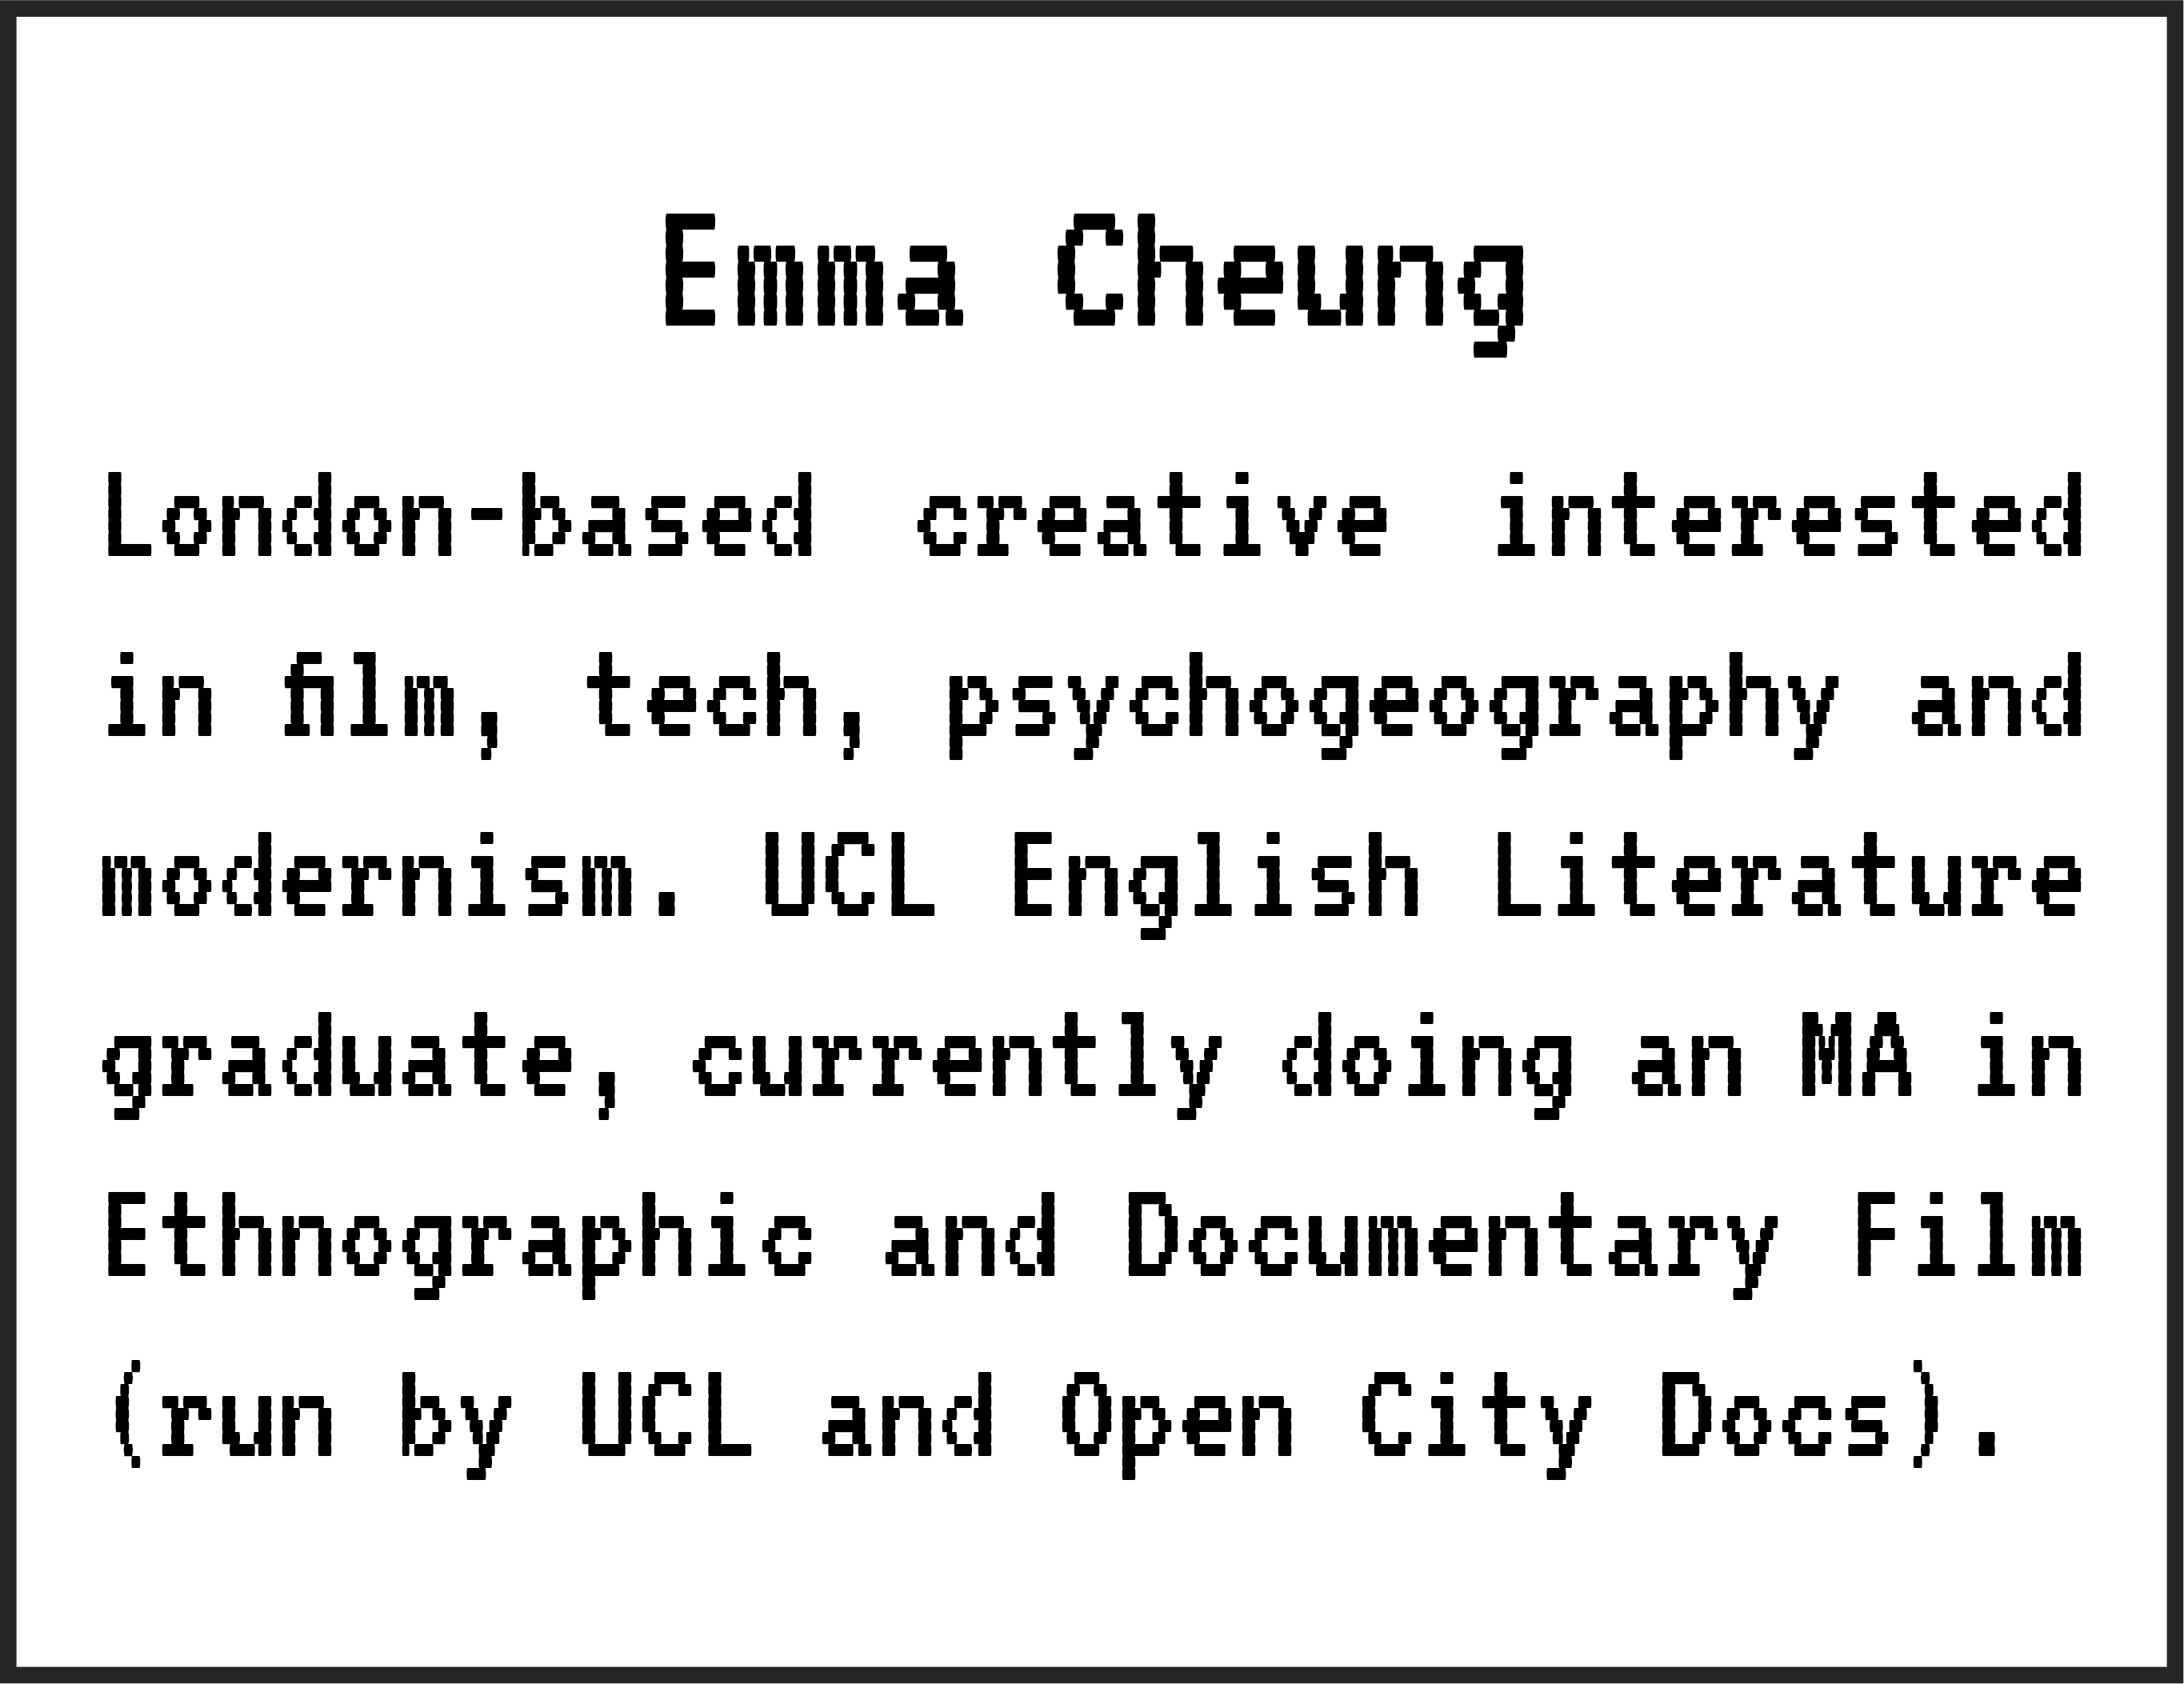 Emma Cheung
London-based creative interested
in film, tech, psychogeography and
modernism. UCL English Literature
graduate, currently doing an MA in
Ethnographic and Documentary Film
(run by UCL and Open City Docs).